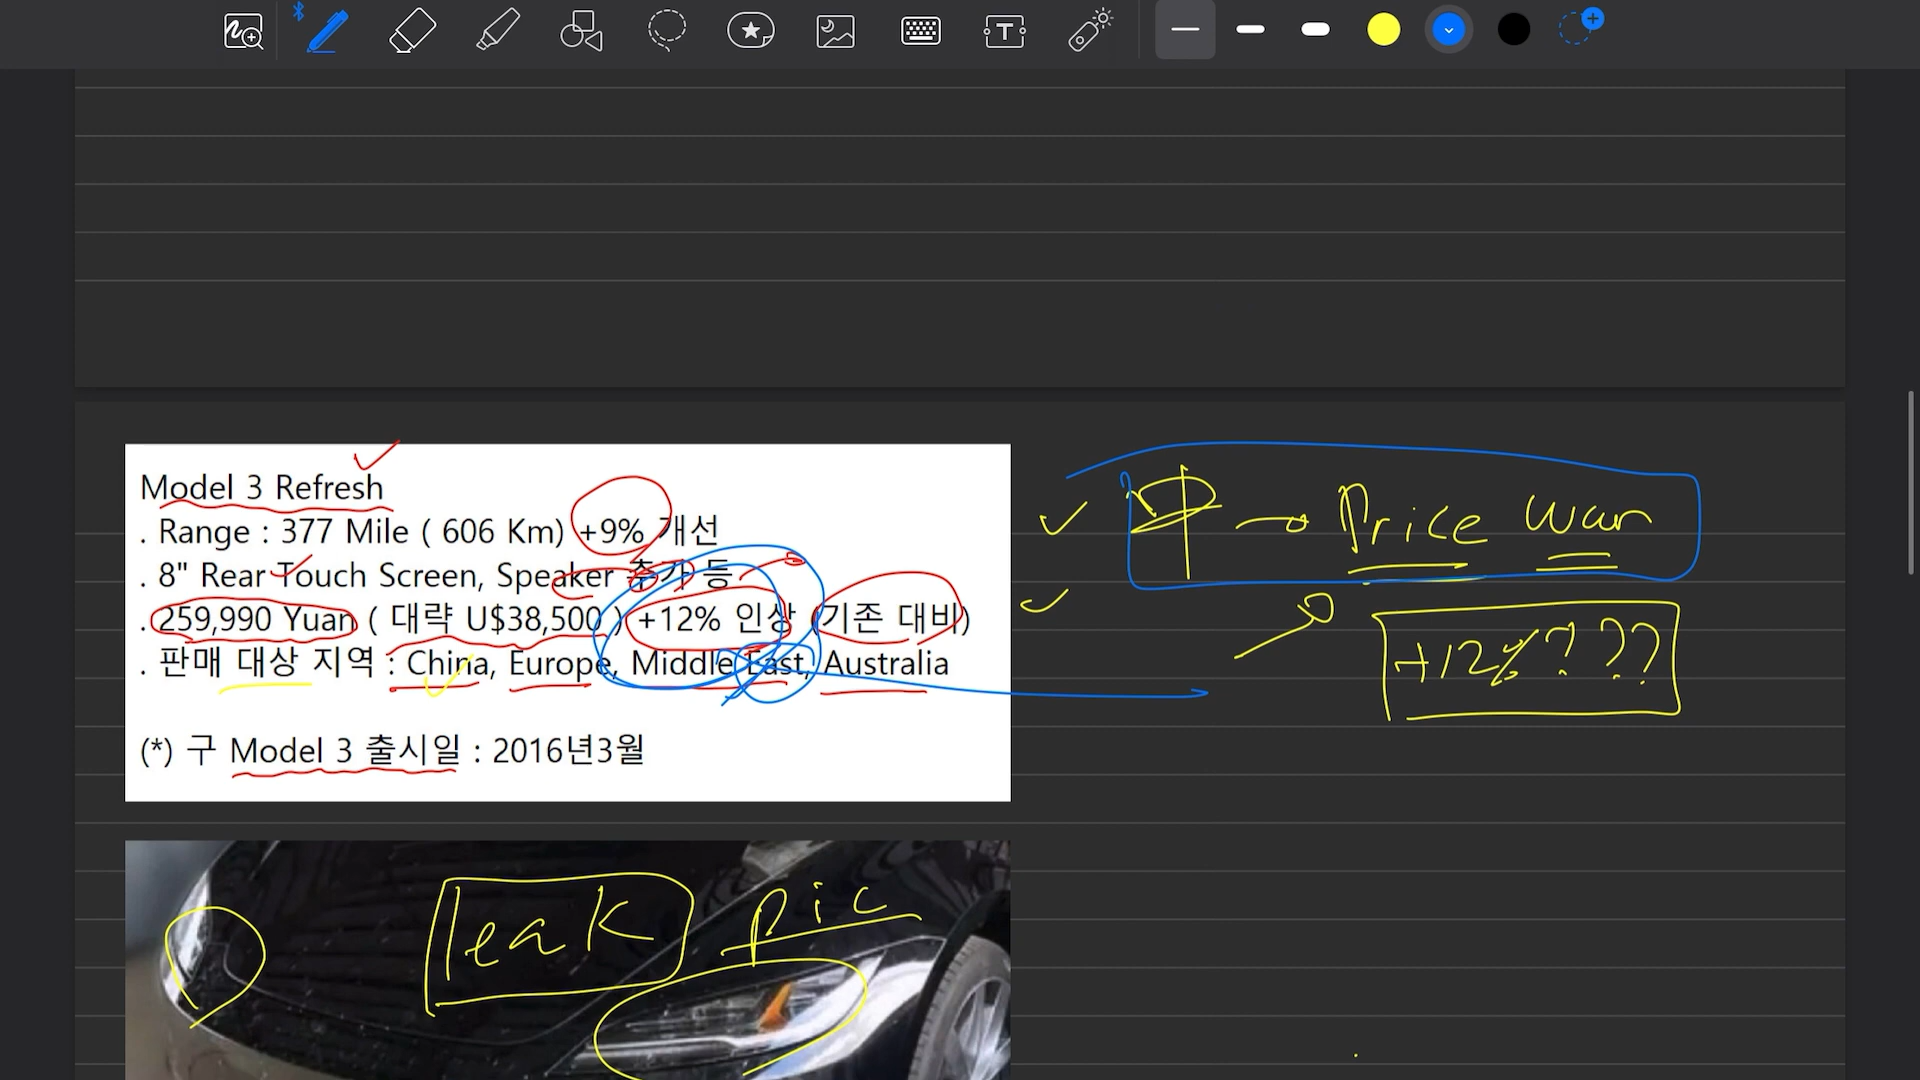 Model 3 Refresh
. Range : 377 Mile ( 606 Km) +9% 개선
. 8" Rear Touch Screen, Speaker 추가 등
. 259,990 Yuan ( 대략 U$38,500 ) +12% 인상 (기존 대비)
. 판매 대상 지역 : China, Europe, Middle East, Australia
(*) 구 Model 3 출시일 : 2016년3월
→ Price War
+12%???
leak pic